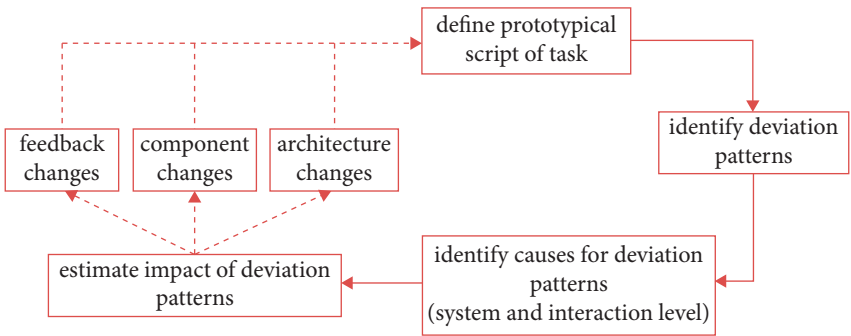 define prototypical
script of task
feedback
changes
component
changes
architecture
changes
identify deviation
patterns
estimate impact of deviation
patterns
identify causes for deviation
patterns
(system and interaction level)